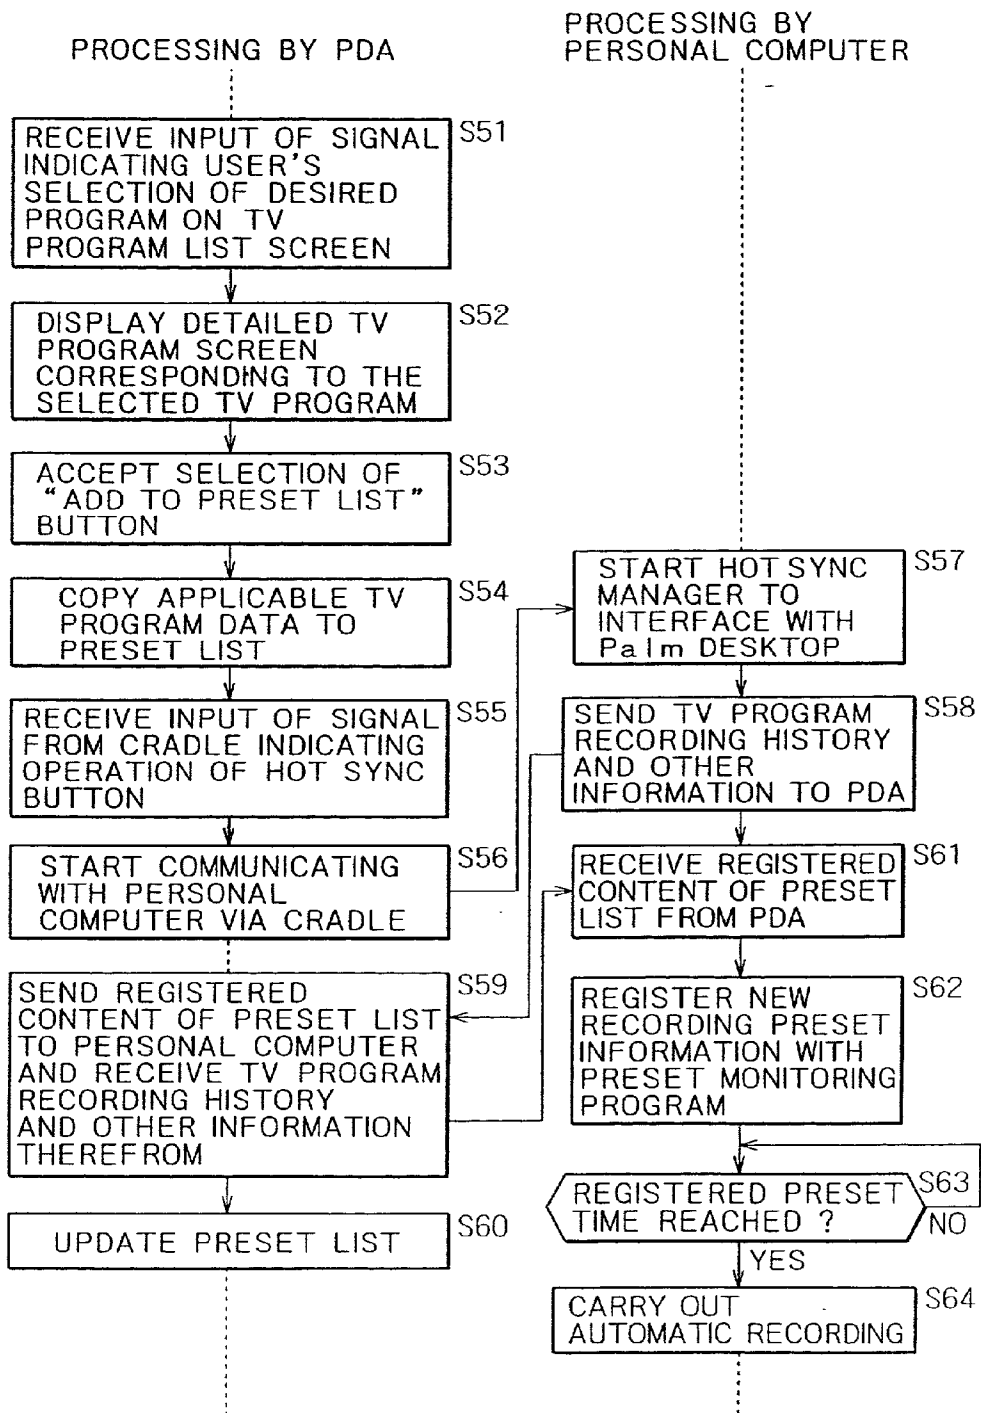 PROCESSING BY PDA
RECEIVE INPUT OF SIGNAL
INDICATING USER'S
SELECTION OF DESIRED
PROGRAM ON TV
PROGRAM LIST SCREEN
S51
DISPLAY DETAILED TV
PROGRAM SCREEN
CORRESPONDING TO THE
SELECTED TV PROGRAM
S52
ACCEPT SELECTION OF
"ADD TO PRESET LIST"
BUTTON
S53
COPY APPLICABLE TV
PROGRAM DATA TO
PRESET LIST
S54
RECEIVE INPUT OF SIGNAL
FROM CRADLE INDICATING
OPERATION OF HOT SYNC
BUTTON
S55
START COMMUNICATING
WITH PERSONAL
COMPUTER VIA CRADLE
S56
SEND REGISTERED
CONTENT OF PRESET LIST
TO PERSONAL COMPUTER
AND RECEIVE TV PROGRAM
RECORDING HISTORY
AND OTHER INFORMATION
THEREFROM
S59
UPDATE PRESET LIST
S60
PROCESSING BY
PERSONAL COMPUTER
START HOT SYNC
MANAGER TO
INTERFACE WITH
Palm DESKTOP
S57
SEND TV PROGRAM
RECORDING HISTORY
AND OTHER
INFORMATION TO PDA
S58
RECEIVE REGISTERED
CONTENT OF PRESET
LIST FROM PDA
S61
REGISTER NEW
RECORDING PRESET
INFORMATION WITH
PRESET MONITORING
PROGRAM
S62
REGISTERED PRESET
TIME REACHED ?
S63
NO
YES
CARRY OUT
AUTOMATIC RECORDING
S64